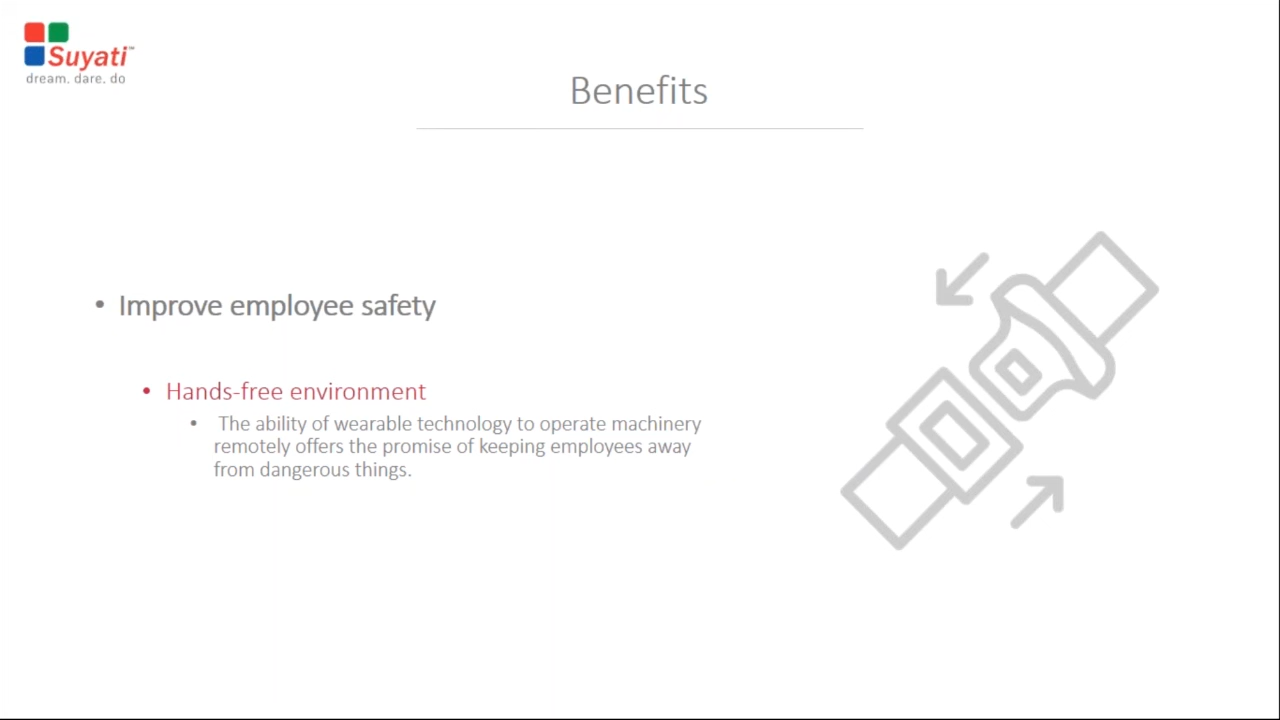 Suyati™
dream. dare. do
Benefits
• Improve employee safety
• Hands-free environment
• The ability of wearable technology to operate machinery
remotely offers the promise of keeping employees away
from dangerous things.